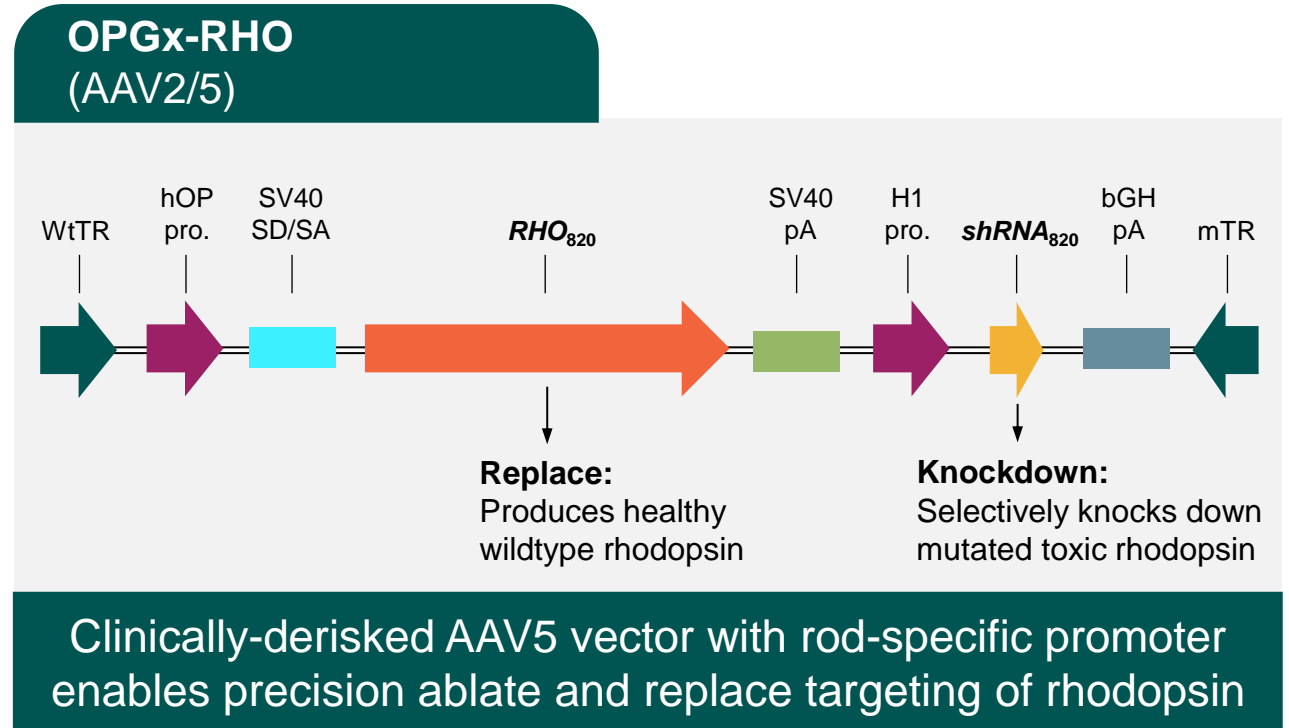 OPGx-RHO
(AAV2/5)
WtTR
hOP
pro.
SV40
SD/SA
RHO820
SV40
pA
H1
pro.
shRNA820
bGH
pA
mTR
Replace:
Produces healthy
wildtype rhodopsin
Knockdown:
Selectively knocks down
mutated toxic rhodopsin
Clinically-derisked AAV5 vector with rod-specific promoter
enables precision ablate and replace targeting of rhodopsin